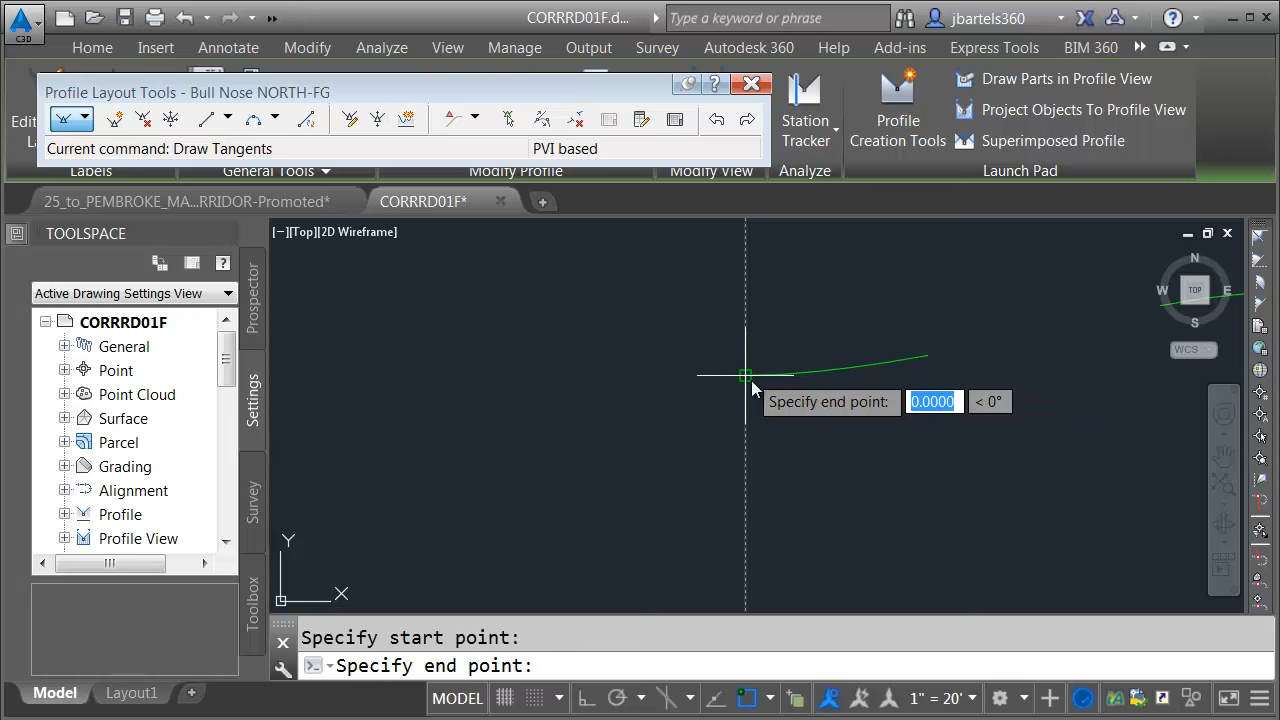 CORRRD01F.d...
Type a keyword or phrase
jbartels360
C3D
Home Insert Annotate Modify Analyze View Manage Output Survey Autodesk 360 Help Add-ins Express Tools BIM 360
Profile Layout Tools - Bull Nose NORTH-FG
Current command: Draw Tangents
PVI based
Edit
Labels
General Tools
Modify Profile
Modify View
Station
Tracker
Analyze
Profile
Creation Tools
Draw Parts in Profile View
Project Objects To Profile View
Superimposed Profile
Launch Pad
25_to_PEMBROKE_MA...RRIDOR-Promoted*
CORRRD01F*
TOOLSPACE
Active Drawing Settings View
CORRRD01F
General
Point
Point Cloud
Surface
Parcel
Grading
Alignment
Profile
Profile View
Prospector
Settings
Survey
Toolbox
[−][Top][2D Wireframe]
N
W TOP E
S
WCS
Specify end point: 0.0000 < 0°
Y
X
Specify start point:
Specify end point:
Model Layout1
MODEL
1" = 20'